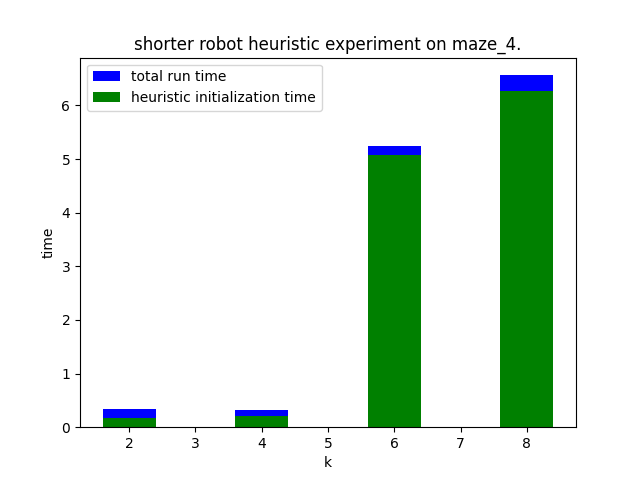 shorter robot heuristic experiment on maze_4.
total run time
heuristic initialization time
6
5
4
3
2
1
0
time
2 3 4 5 6 7 8
k